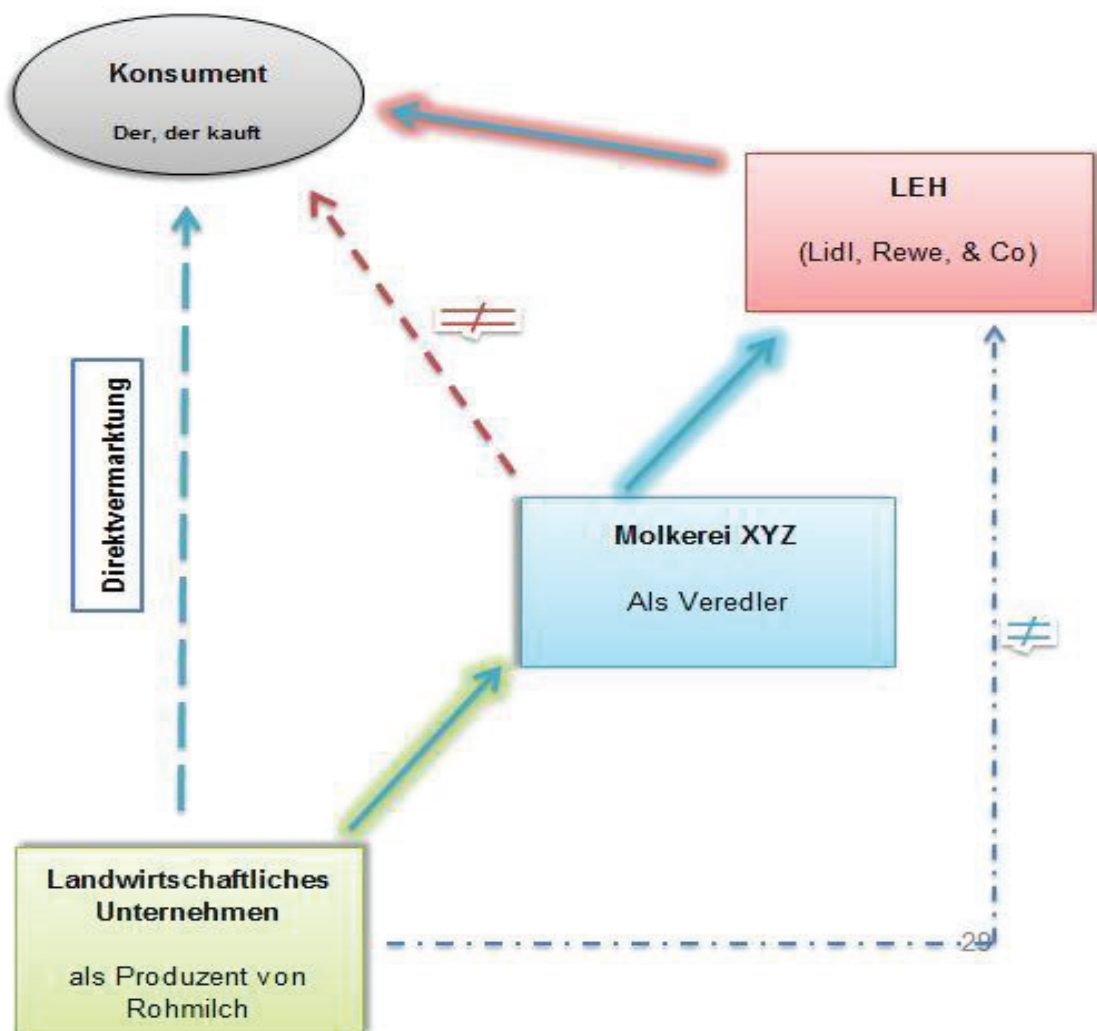 Konsument
Der, der kauft
LEH
(Lidl, Rewe, & Co)
≠
Direktvermarktung
Molkerei XYZ
Als Veredler
≠
Landwirtschaftliches
Unternehmen
als Produzent von
Rohmilch
29